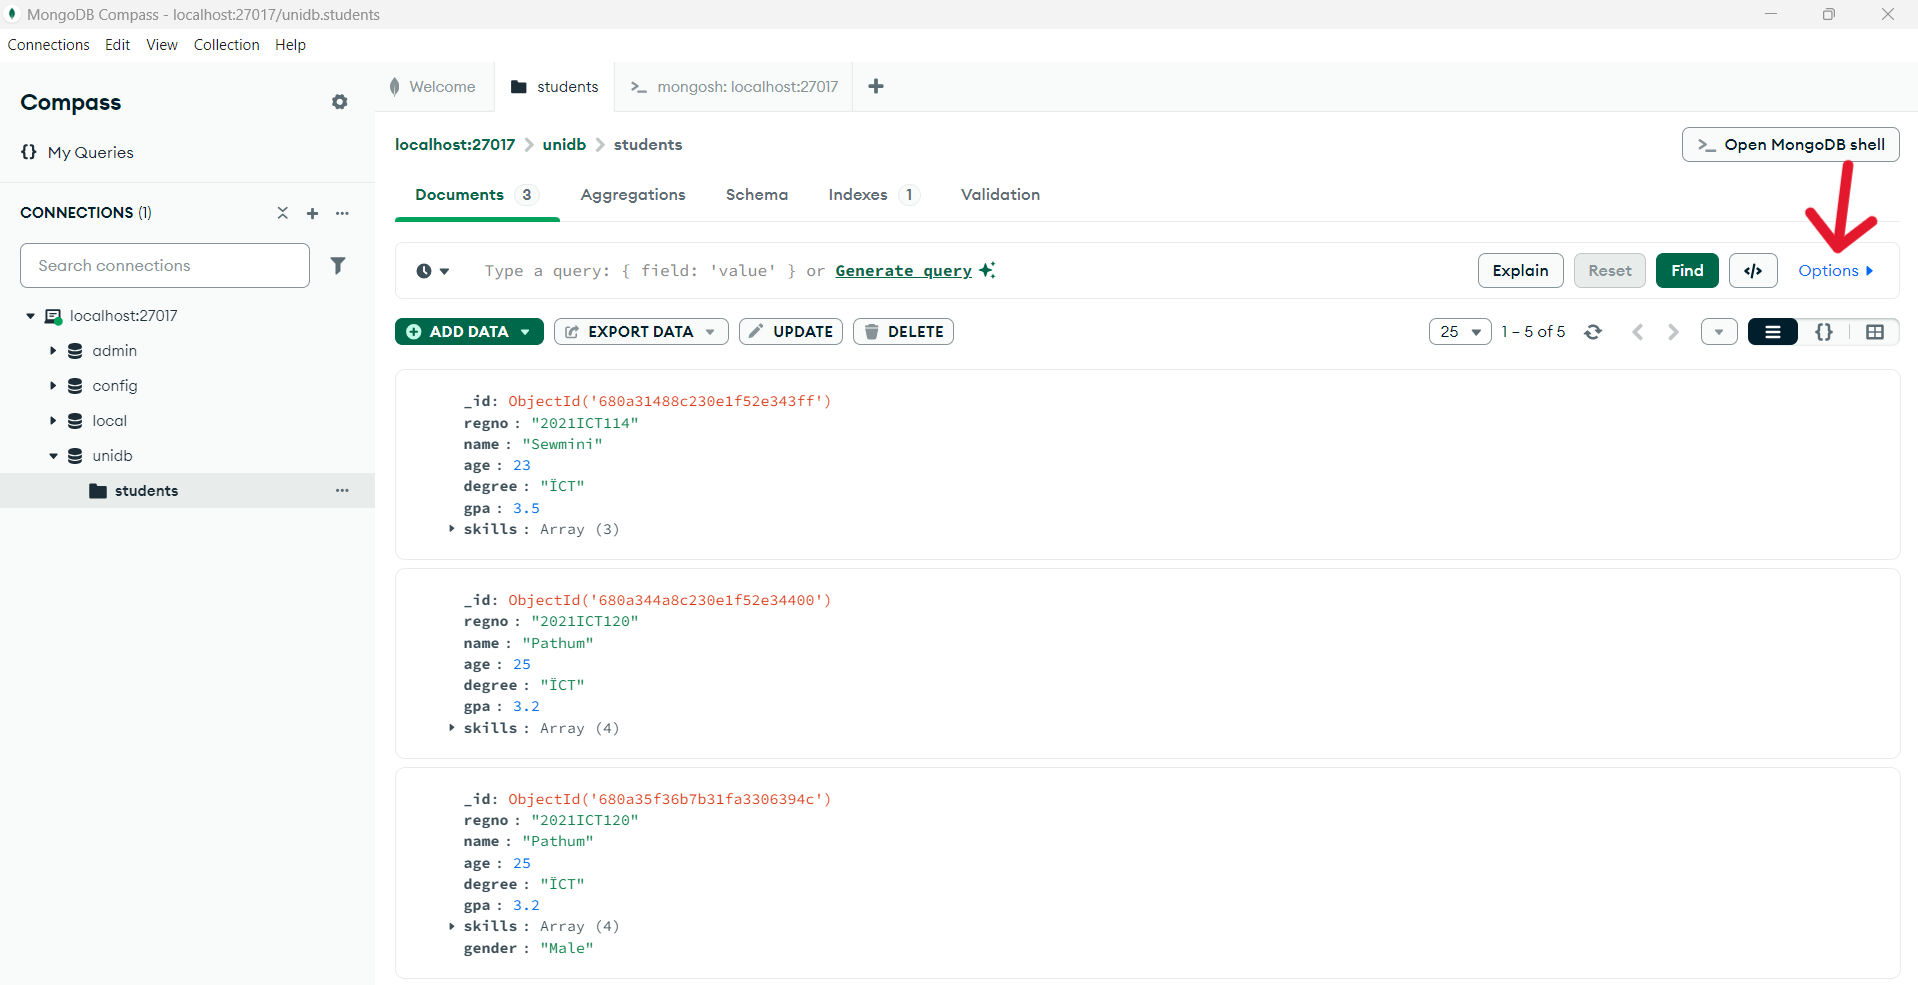 MongoDB Compass - localhost:27017/unidb.students
Connections Edit View Collection Help
Compass
{} My Queries
CONNECTIONS (1)
Search connections
localhost:27017
admin
config
local
unidb
students
Welcome students >_ mongosh: localhost:27017
localhost:27017 > unidb > students
>_ Open MongoDB shell
Documents 3 Aggregations Schema Indexes 1 Validation
Type a query: { field: 'value' } or Generate query
Explain Reset Find </> Options
ADD DATA EXPORT DATA UPDATE DELETE
25 1 – 5 of 5 {}
_id: ObjectId('680a31488c230e1f52e343ff')
regno : "2021ICT114"
name : "Sewmini"
age : 23
degree : "ÏCT"
gpa : 3.5
skills : Array (3)
_id: ObjectId('680a344a8c230e1f52e34400')
regno : "2021ICT120"
name : "Pathum"
age : 25
degree : "ÏCT"
gpa : 3.2
skills : Array (4)
_id: ObjectId('680a35f36b7b31fa3306394c')
regno : "2021ICT120"
name : "Pathum"
age : 25
degree : "ÏCT"
gpa : 3.2
skills : Array (4)
gender : "Male"